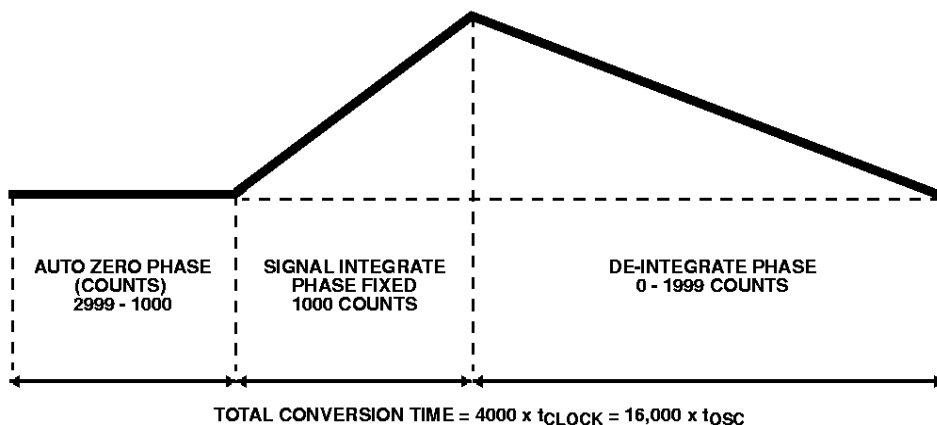 AUTO ZERO PHASE
(COUNTS)
2999 - 1000
SIGNAL INTEGRATE
PHASE FIXED
1000 COUNTS
DE-INTEGRATE PHASE
0 - 1999 COUNTS
TOTAL CONVERSION TIME = 4000 x tCLOCK = 16,000 x tOSC